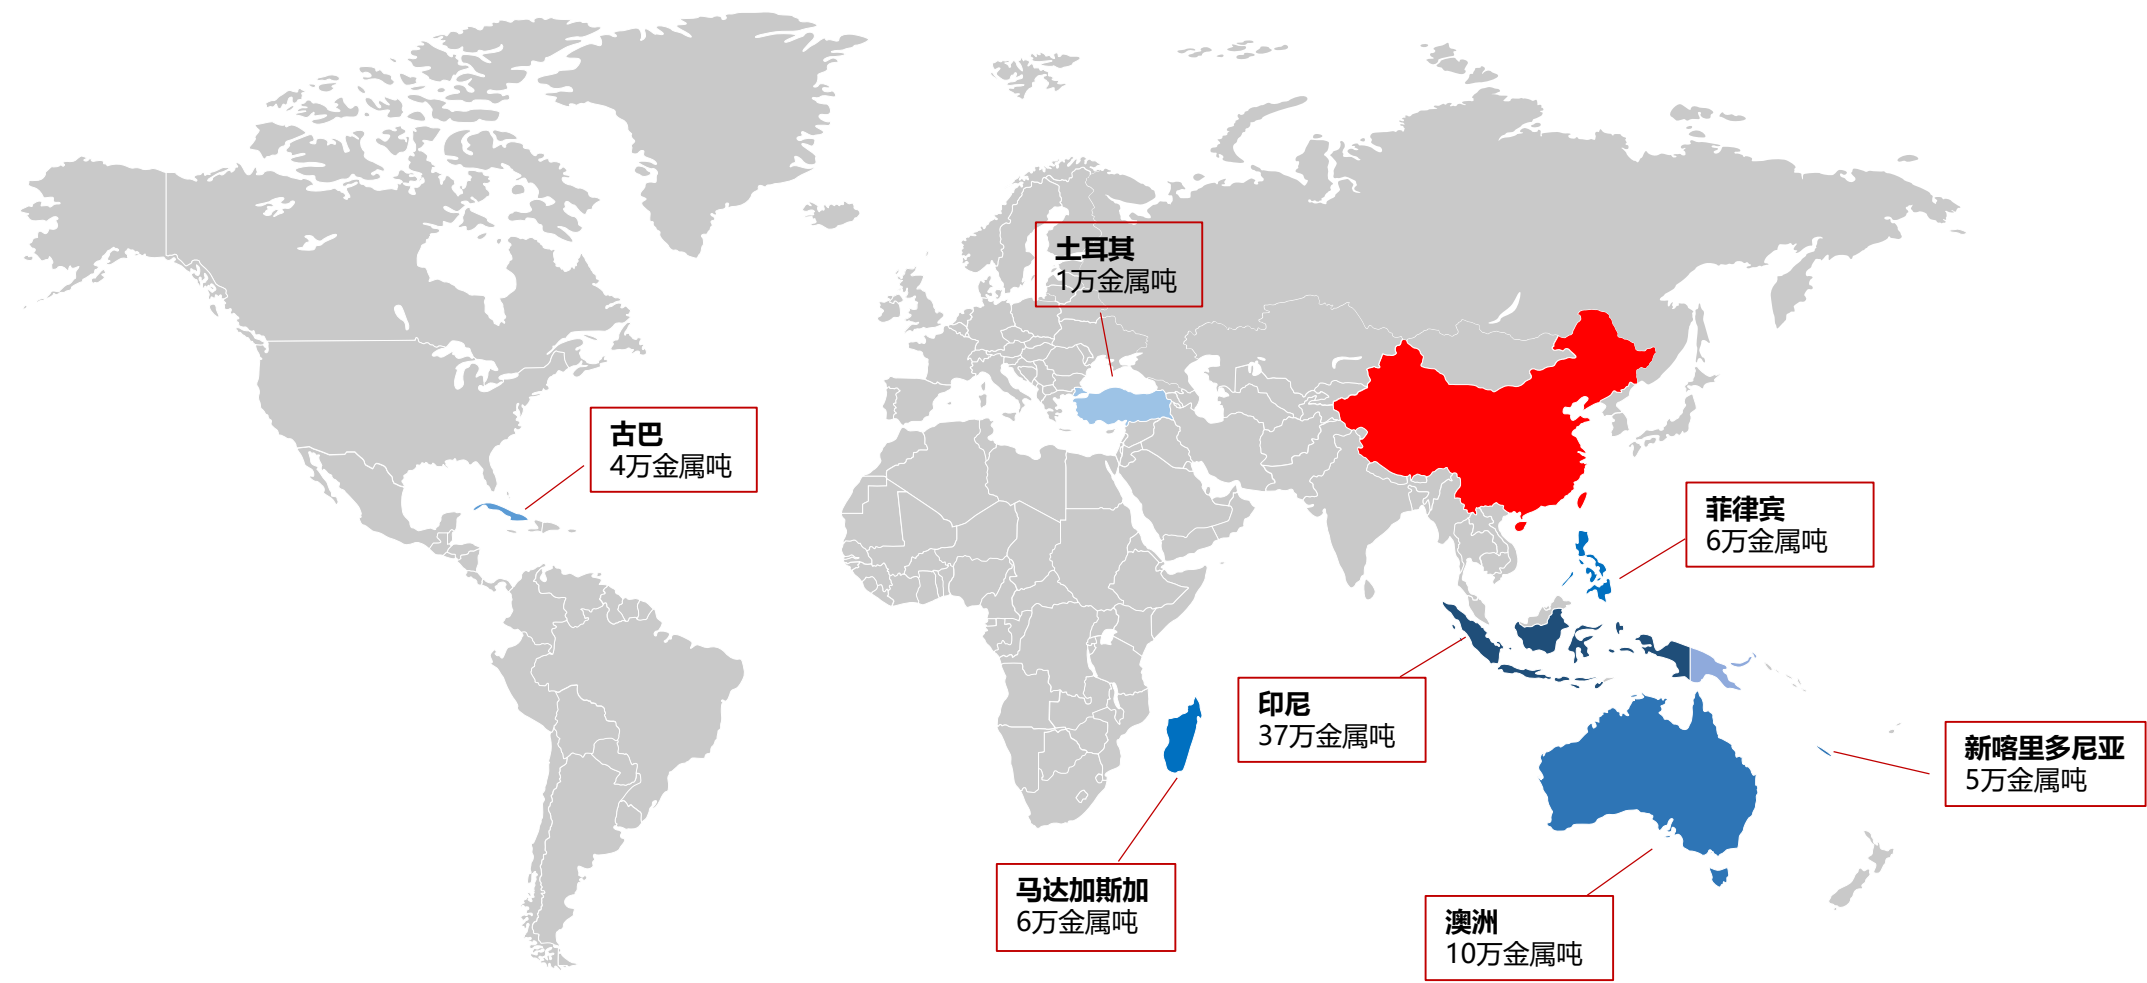 土耳其
1万金属吨
古巴
4万金属吨
菲律宾
6万金属吨
印尼
37万金属吨
新喀里多尼亚
5万金属吨
马达加斯加
6万金属吨
澳洲
10万金属吨